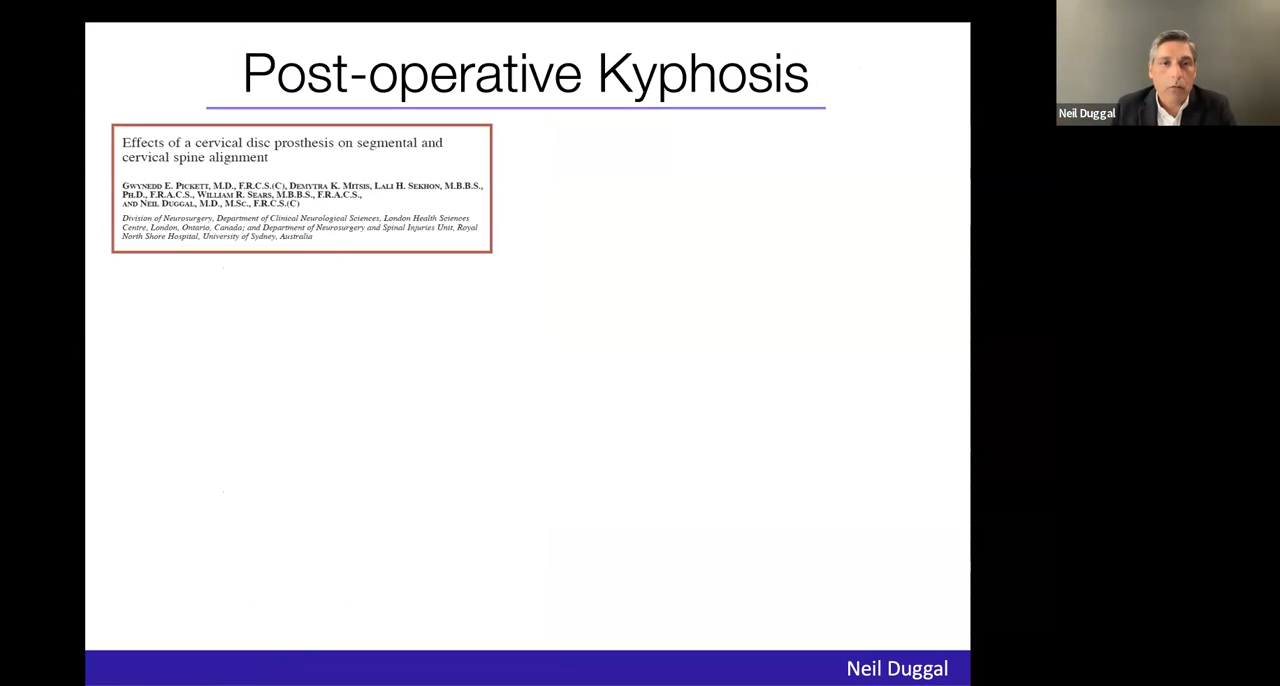 Post-operative Kyphosis
Effects of a cervical disc prosthesis on segmental and
cervical spine alignment
GWYNEDD E. PICKETT, M.D., F.R.C.S.(C), DEMYTRA K. MITSIS, LALI H. SEKHON, M.B.B.S.,
PH.D., F.R.A.C.S., WILLIAM R. SEARS, M.B.B.S., F.R.A.C.S.,
AND NEIL DUGGAL, M.D., M.SC., F.R.C.S.(C)
Division of Neurosurgery, Department of Clinical Neurological Sciences, London Health Sciences
Centre, London, Ontario, Canada; and Department of Neurosurgery and Spinal Injuries Unit, Royal
North Shore Hospital, University of Sydney, Australia
Neil Duggal
Neil Duggal